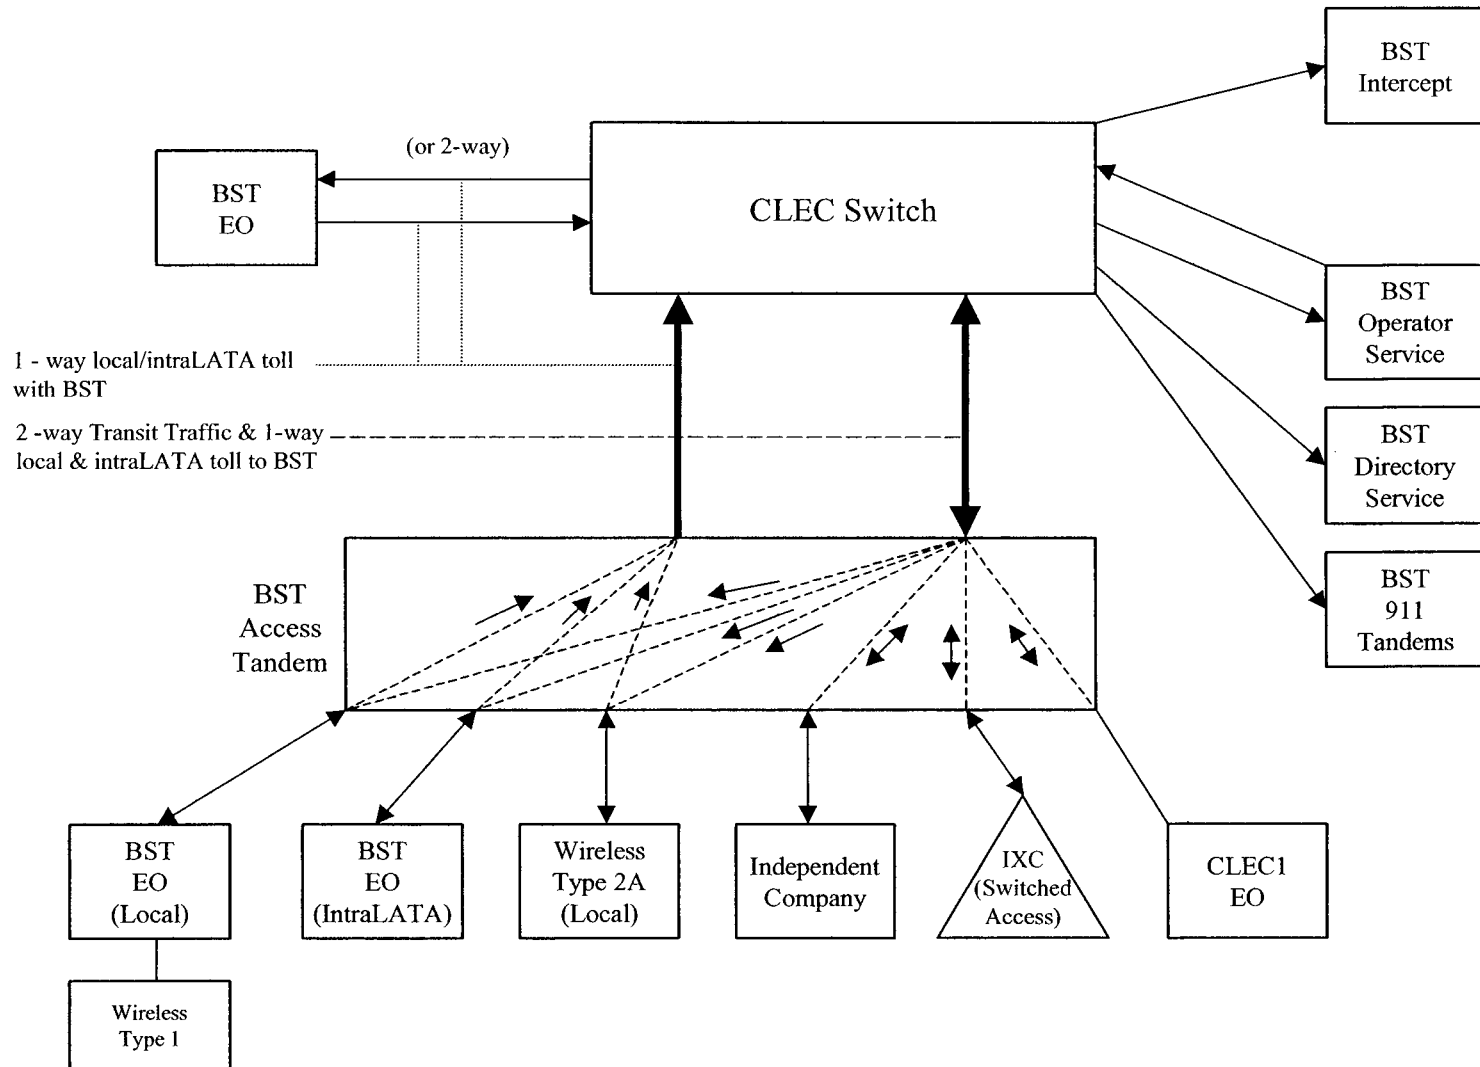 BST
Intercept
(or 2-way)
BST
EO
CLEC Switch
BST
Operator
Service
1 - way local/intraLATA toll
with BST
2 -way Transit Traffic & 1-way
local & intraLATA toll to BST
BST
Directory
Service
BST
911
Tandems
BST
Access
Tandem
BST
EO
(Local)
BST
EO
(IntraLATA)
Wireless
Type 2A
(Local)
Independent
Company
IXC
(Switched
Access)
CLEC1
EO
Wireless
Type 1